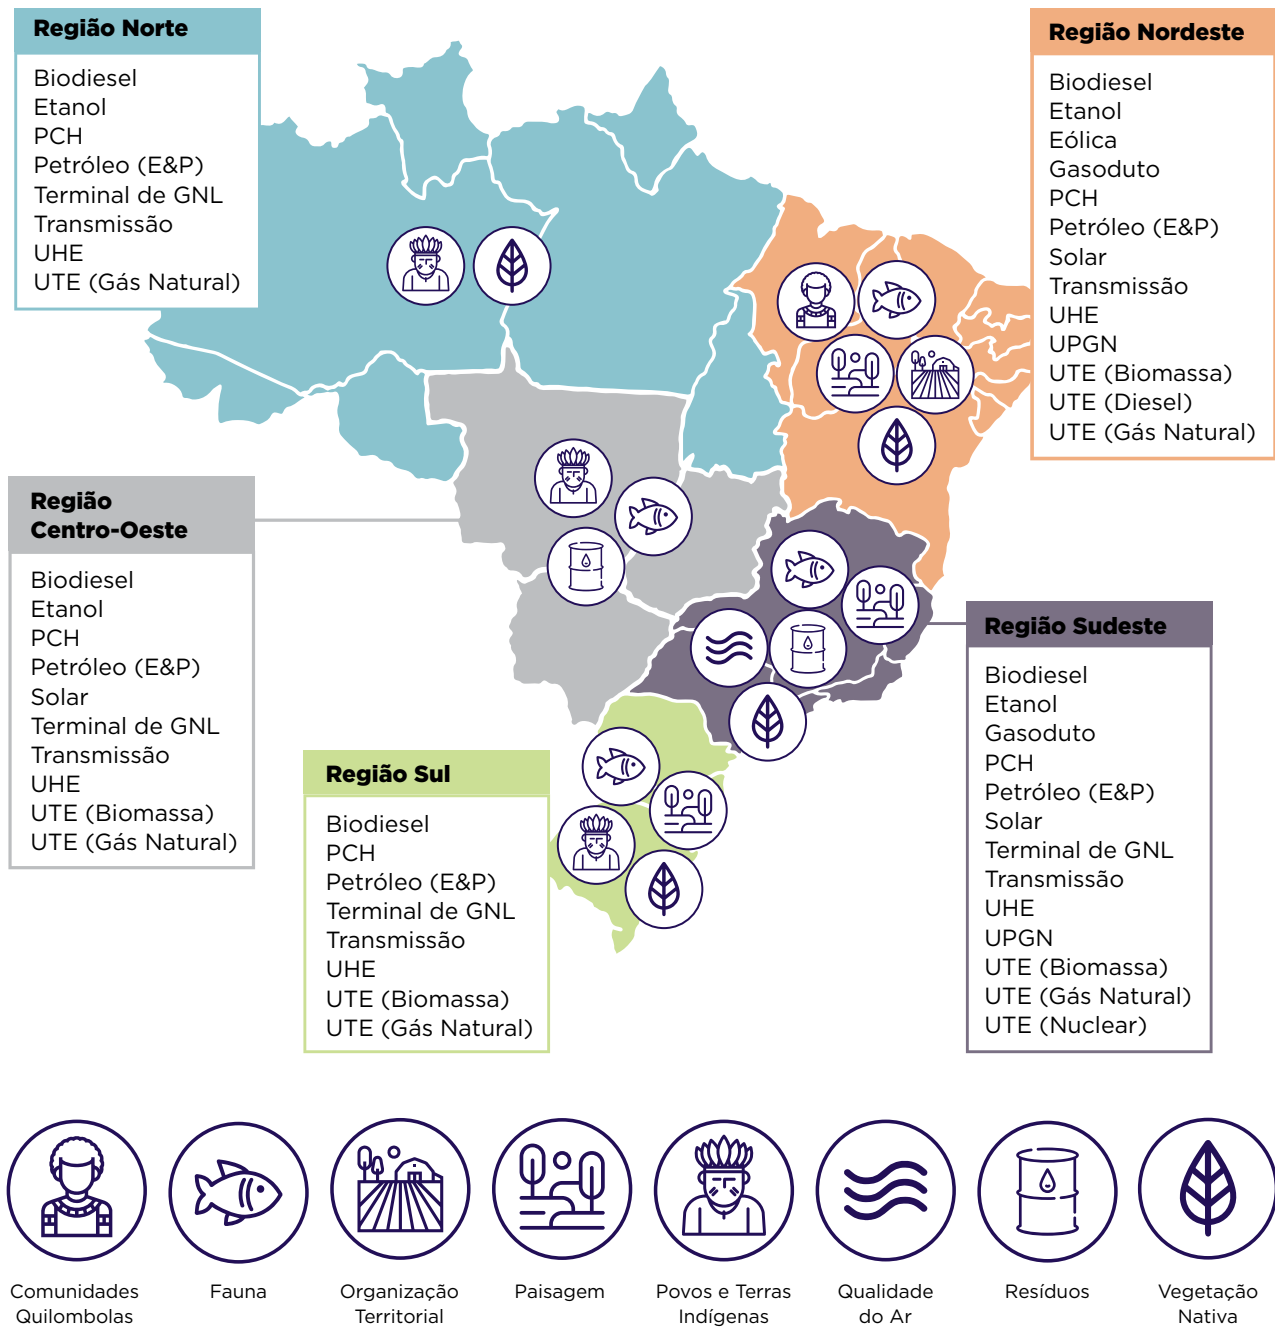 Região Norte
Biodiesel
Etanol
PCH
Petróleo (E&P)
Terminal de GNL
Transmissão
UHE
UTE (Gás Natural)
Região Nordeste
Biodiesel
Etanol
Eólica
Gasoduto
PCH
Petróleo (E&P)
Solar
Transmissão
UHE
UPGN
UTE (Biomassa)
UTE (Diesel)
UTE (Gás Natural)
Região
Centro-Oeste
Biodiesel
Etanol
PCH
Petróleo (E&P)
Solar
Terminal de GNL
Transmissão
UHE
UTE (Biomassa)
UTE (Gás Natural)
Região Sudeste
Biodiesel
Etanol
Gasoduto
PCH
Petróleo (E&P)
Solar
Terminal de GNL
Transmissão
UHE
UPGN
UTE (Biomassa)
UTE (Gás Natural)
UTE (Nuclear)
Região Sul
Biodiesel
PCH
Petróleo (E&P)
Terminal de GNL
Transmissão
UHE
UTE (Biomassa)
UTE (Gás Natural)
Comunidades
Quilombolas
Fauna
Organização
Territorial
Paisagem
Povos e Terras
Indígenas
Qualidade
do Ar
Resíduos
Vegetação
Nativa